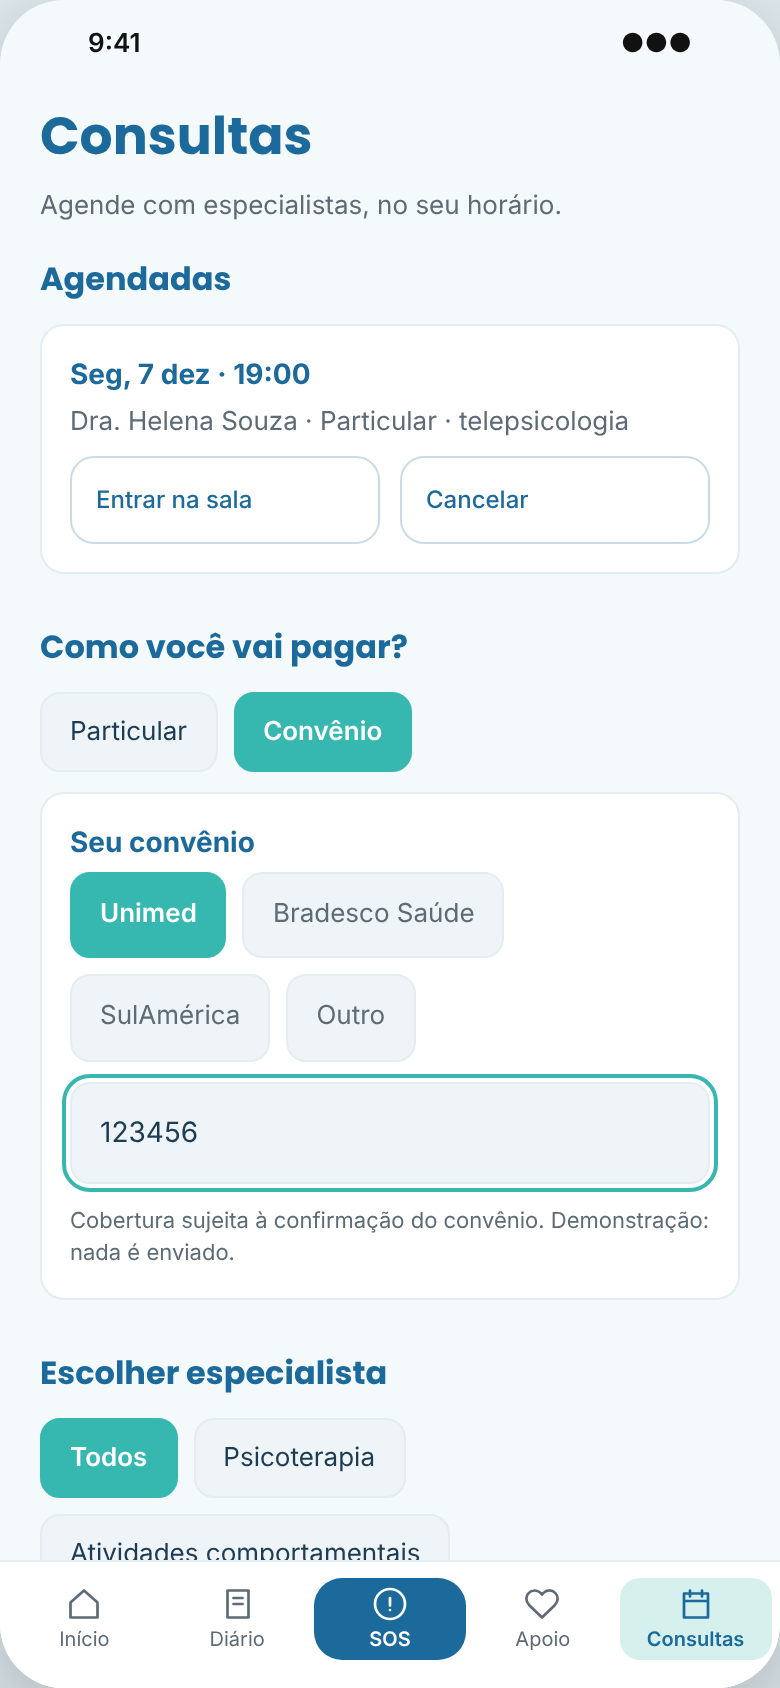 9:41
Consultas
Agende com especialistas, no seu horário.
Agendadas
Seg, 7 dez · 19:00
Dra. Helena Souza · Particular · telepsicologia
Entrar na sala
Cancelar
Como você vai pagar?
Particular
Convênio
Seu convênio
Unimed
Bradesco Saúde
SulAmérica
Outro
123456
Cobertura sujeita à confirmação do convênio. Demonstração:
nada é enviado.
Escolher especialista
Todos
Psicoterapia
Atividades comportamentais
Início
Diário
SOS
Apoio
Consultas